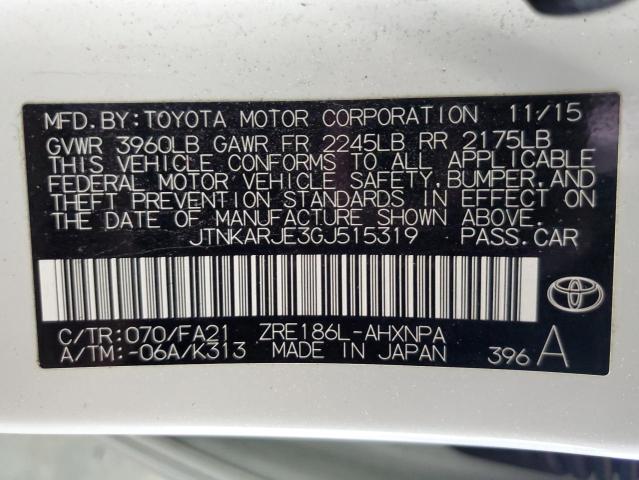 MFD.BY:TOYOTA MOTOR CORPORATION 11/15
GVWR 3960LB GAWR FR 2245LB RR 2175LB
THIS VEHICLE CONFORMS TO ALL APPLICABLE
FEDERAL MOTOR VEHICLE SAFETY,BUMPER,AND
THEFT PREVENTION STANDARDS IN EFFECT ON
THE DATE OF MANUFACTURE SHOWN ABOVE.
JTNKARJE3GJ515319 PASS.CAR
C/TR:070/FA21 ZRE186L-AHXNPA
A/TM:-06A/K313 MADE IN JAPAN 396 A